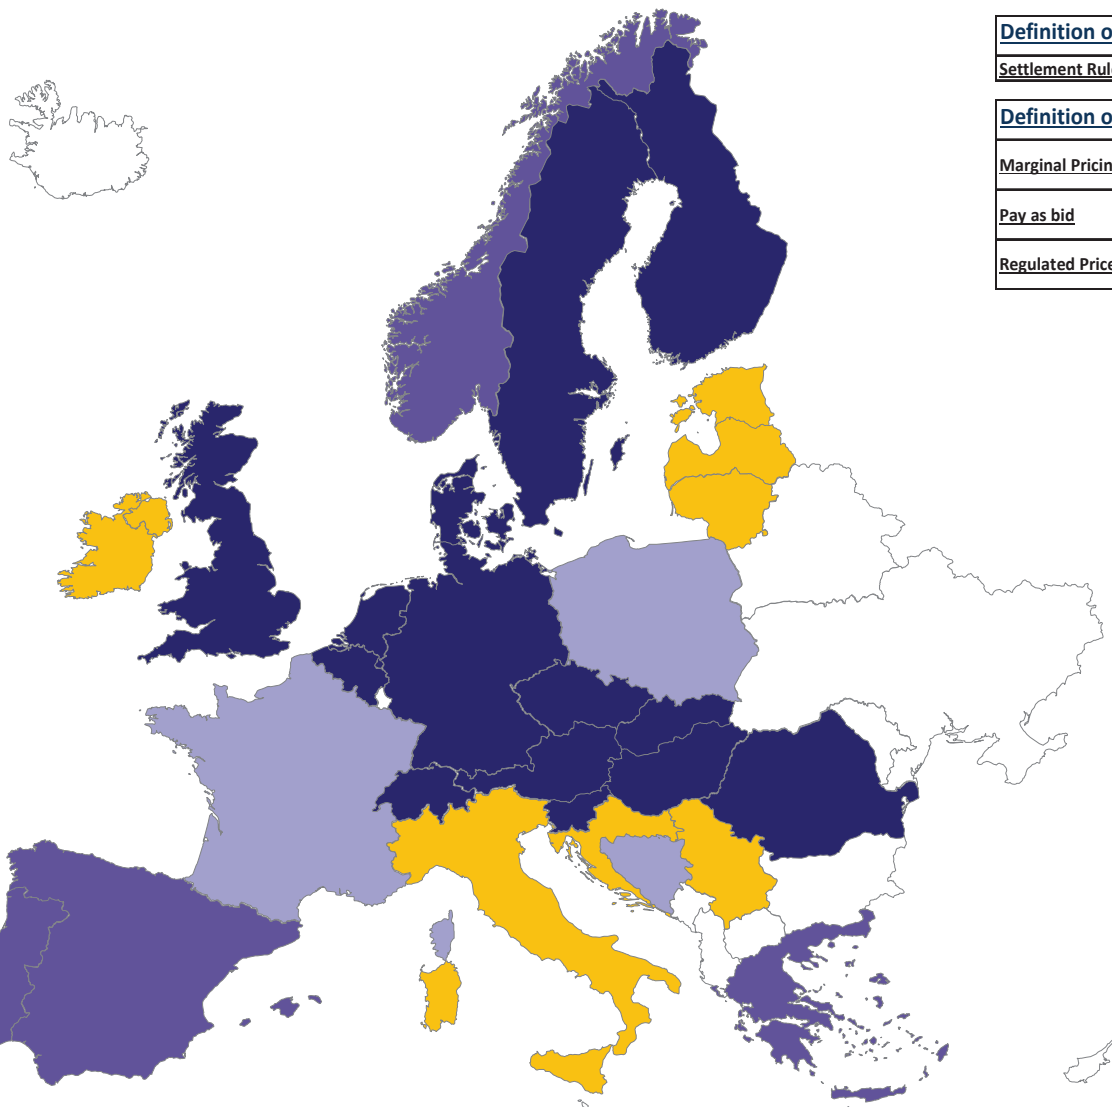 Definition o
Settlement Rul
Definition o
Marginal Pricin
Pay as bid
Regulated Price